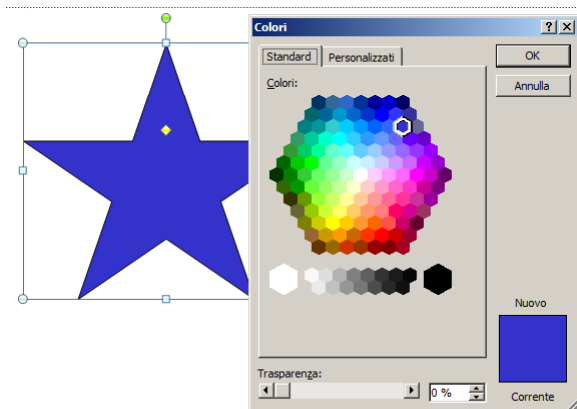 Colori
Standard
Personalizzati
OK
Annulla
Colori:
Nuovo
Trasparenza:
0 %
Corrente